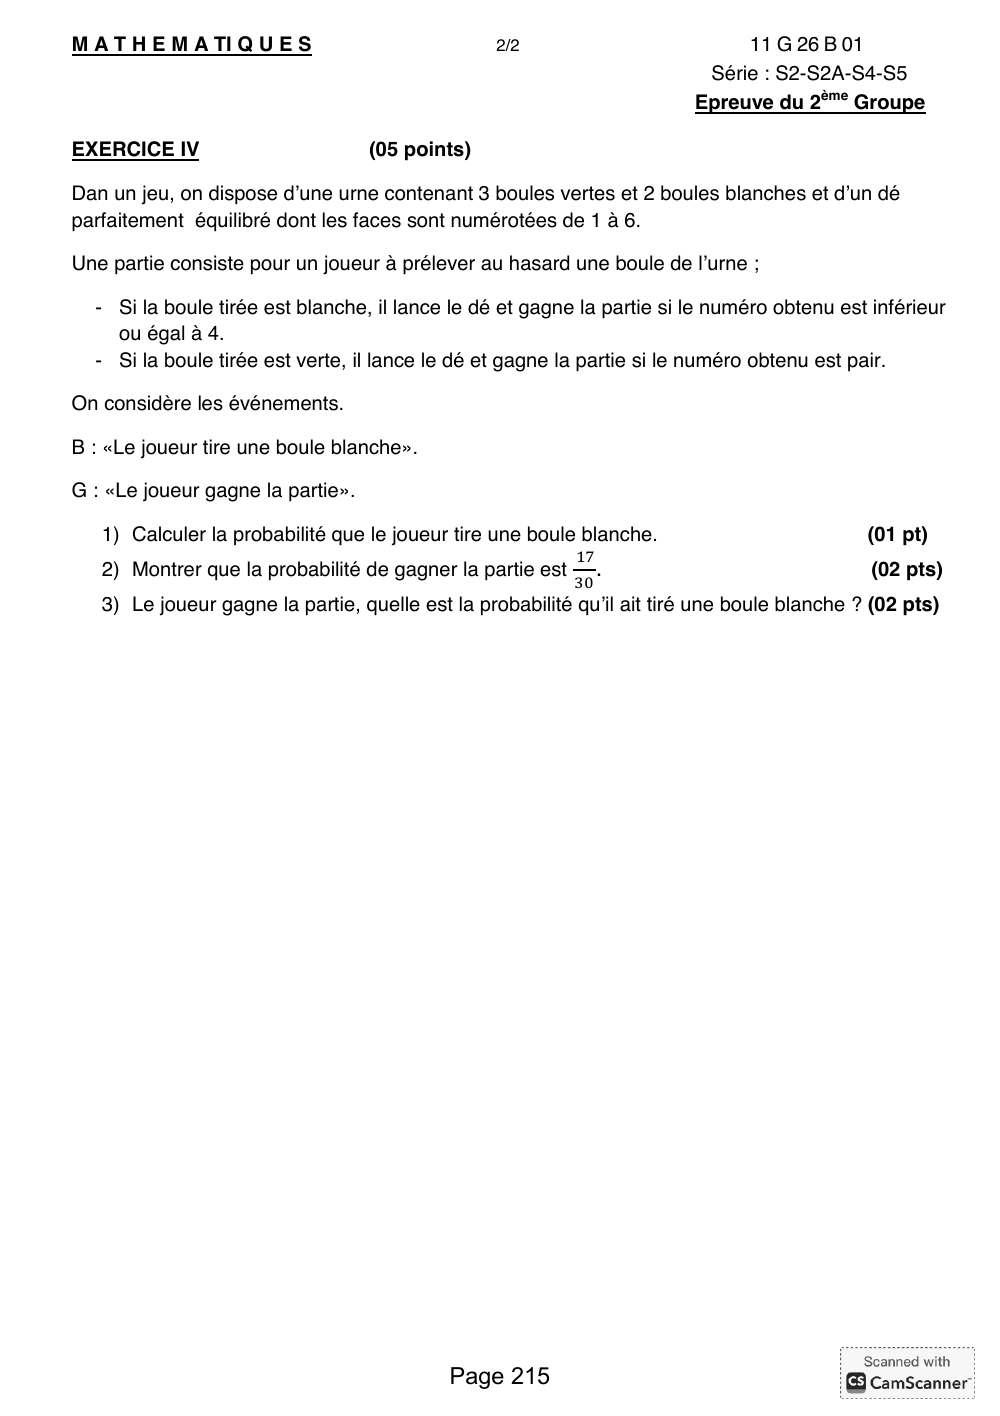 M A T H E M A TI Q U E S 2/2 11 G 26 B 01
Série : S2-S2A-S4-S5
Epreuve du 2ème Groupe
EXERCICE IV (05 points)
Dan un jeu, on dispose d’une urne contenant 3 boules vertes et 2 boules blanches et d’un dé
parfaitement équilibré dont les faces sont numérotées de 1 à 6.
Une partie consiste pour un joueur à prélever au hasard une boule de l’urne ;
- Si la boule tirée est blanche, il lance le dé et gagne la partie si le numéro obtenu est inférieur
ou égal à 4.
- Si la boule tirée est verte, il lance le dé et gagne la partie si le numéro obtenu est pair.
On considère les événements.
B : «Le joueur tire une boule blanche».
G : «Le joueur gagne la partie».
1) Calculer la probabilité que le joueur tire une boule blanche. (01 pt)
2) Montrer que la probabilité de gagner la partie est 17/30. (02 pts)
3) Le joueur gagne la partie, quelle est la probabilité qu’il ait tiré une boule blanche ? (02 pts)
Page 215
Scanned with
CS CamScanner